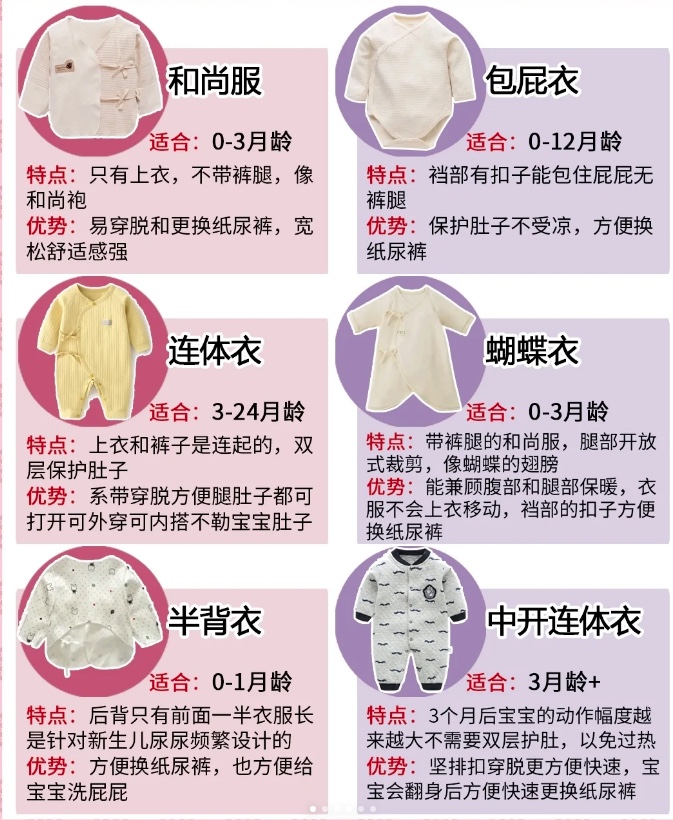 和尚服
适合：0-3月龄
特点：只有上衣，不带裤腿，像
和尚袍
优势：易穿脱和更换纸尿裤，宽
松舒适感强
包屁衣
适合：0-12月龄
特点：裆部有扣子能包住屁屁无
裤腿
优势：保护肚子不受凉，方便换
纸尿裤
连体衣
适合：3-24月龄
特点：上衣和裤子是连起的，双
层保护肚子
优势：系带穿脱方便腿肚子都可
打开可外穿可内搭不勒宝宝肚子
蝴蝶衣
适合：0-3月龄
特点：带裤腿的和尚服，腿部开放
式裁剪，像蝴蝶的翅膀
优势：能兼顾腹部和腿部保暖，衣
服不会上衣移动，裆部的扣子方便
换纸尿裤
半背衣
适合：0-1月龄
特点：后背只有前面一半衣服长
是针对新生儿尿尿频繁设计的
优势：方便换纸尿裤，也方便给
宝宝洗屁屁
中开连体衣
适合：3月龄+
特点：3个月后宝宝的动作幅度越
来越大不需要双层护肚，以免过热
优势：竖排扣穿脱更方便快速，宝
宝会翻身后方便快速更换纸尿裤